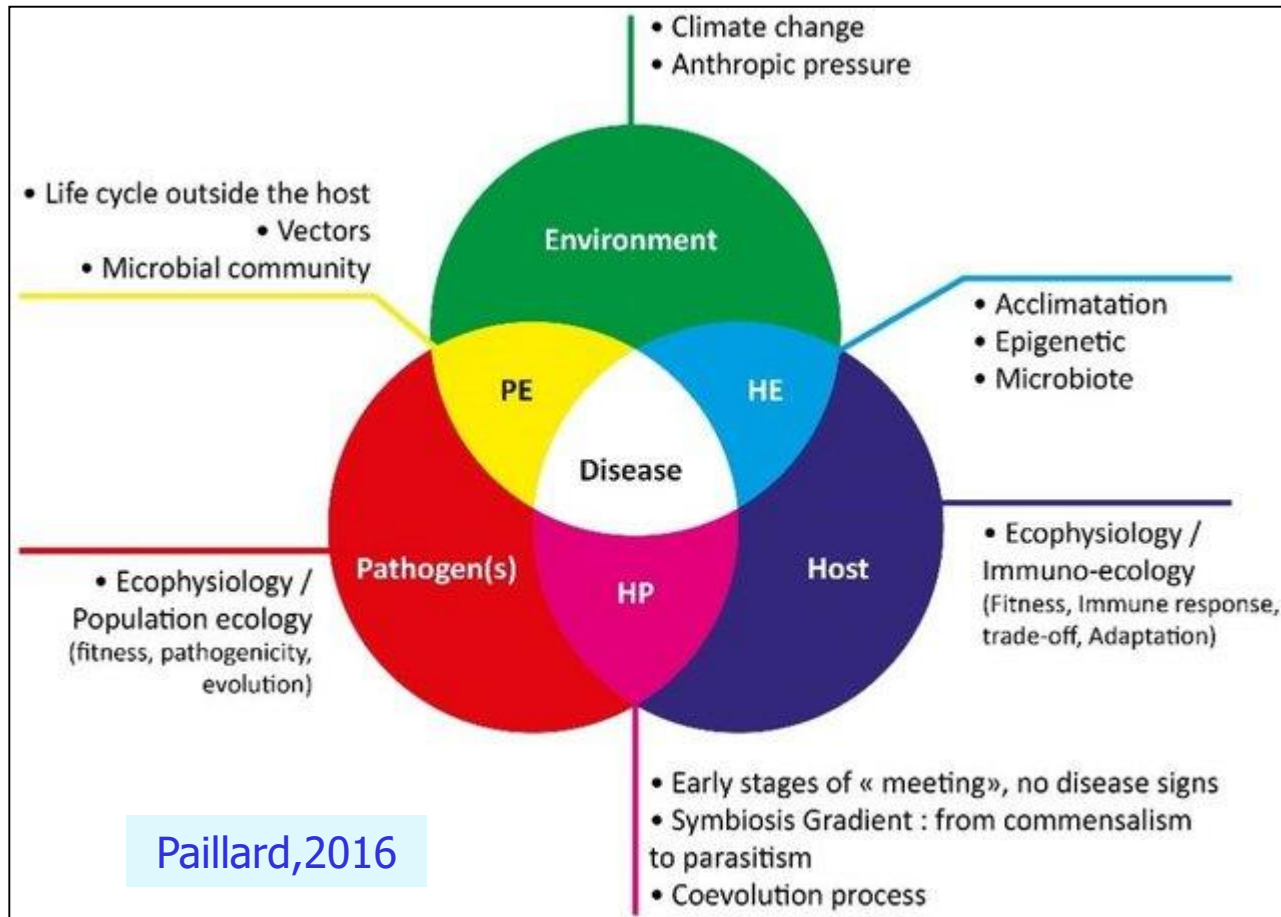 • Climate change
• Anthropic pressure
• Life cycle outside the host
• Vectors
• Microbial community
Environment
• Acclimatation
• Epigenetic
• Microbiote
PE
HE
Disease
Pathogen(s)
HP
Host
• Ecophysiology /
Population ecology
(fitness, pathogenicity,
evolution)
• Ecophysiology /
Immuno-ecology
(Fitness, Immune response,
trade-off, Adaptation)
• Early stages of « meeting», no disease signs
• Symbiosis Gradient : from commensalism
to parasitism
• Coevolution process
Paillard,2016